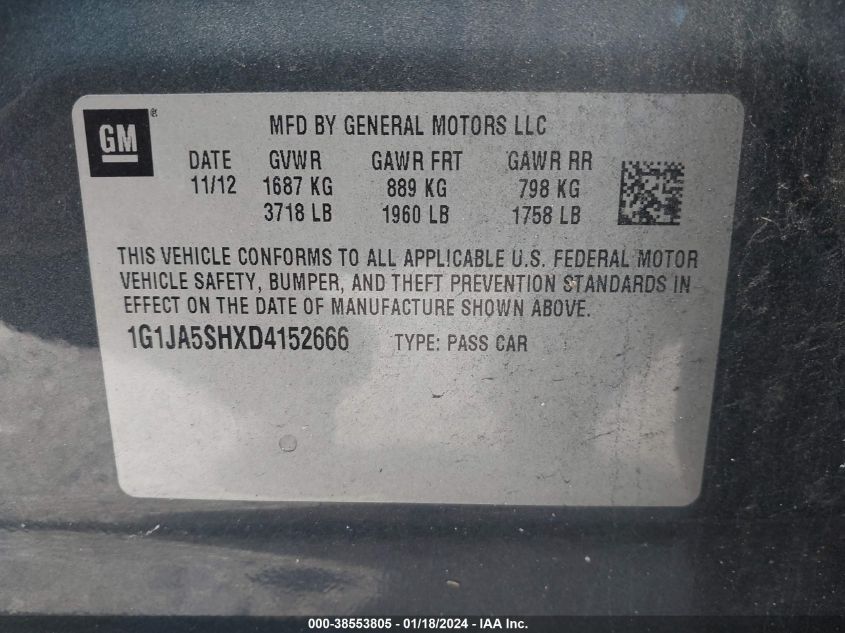 GM®
MFD BY GENERAL MOTORS LLC
DATE GVWR GAWR FRT GAWR RR
11/12 1687 KG 889 KG 798 KG
3718 LB 1960 LB 1758 LB
THIS VEHICLE CONFORMS TO ALL APPLICABLE U.S. FEDERAL MOTOR
VEHICLE SAFETY, BUMPER, AND THEFT PREVENTION STANDARDS IN
EFFECT ON THE DATE OF MANUFACTURE SHOWN ABOVE.
1G1JA5SHXD4152666 TYPE: PASS CAR
000-38553805 - 01/18/2024 - IAA Inc.